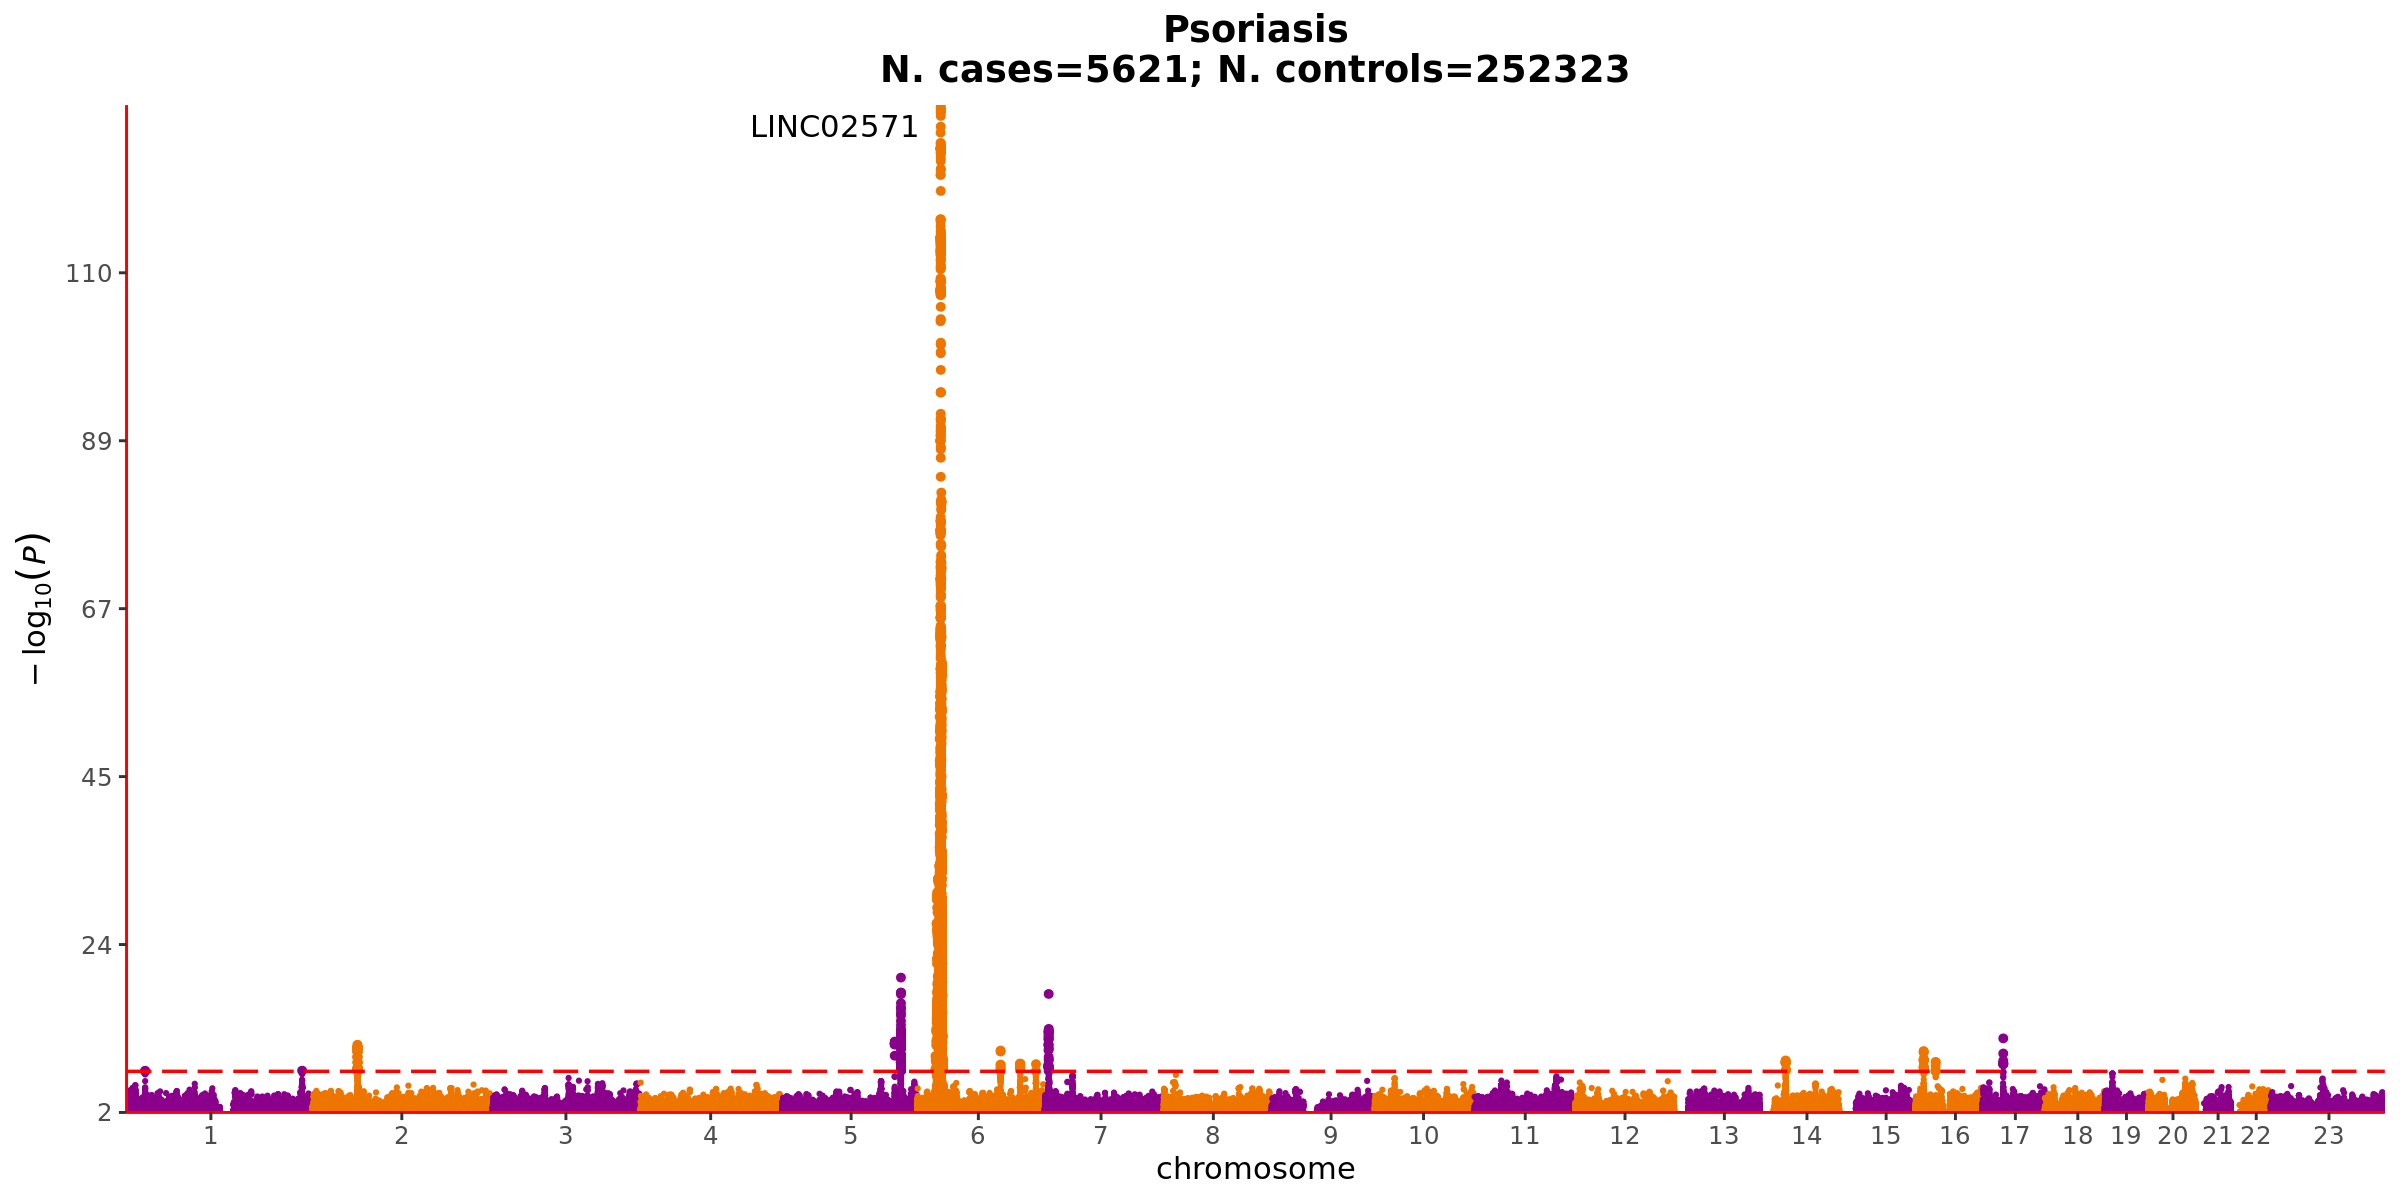 Psoriasis
N. cases=5621; N. controls=252323
LINC02571
110
89
67
45
24
2
− log10(P)
1 2 3 4 5 6 7 8 9 10 11 12 13 14 15 16 17 18 19 20 21 22 23
chromosome